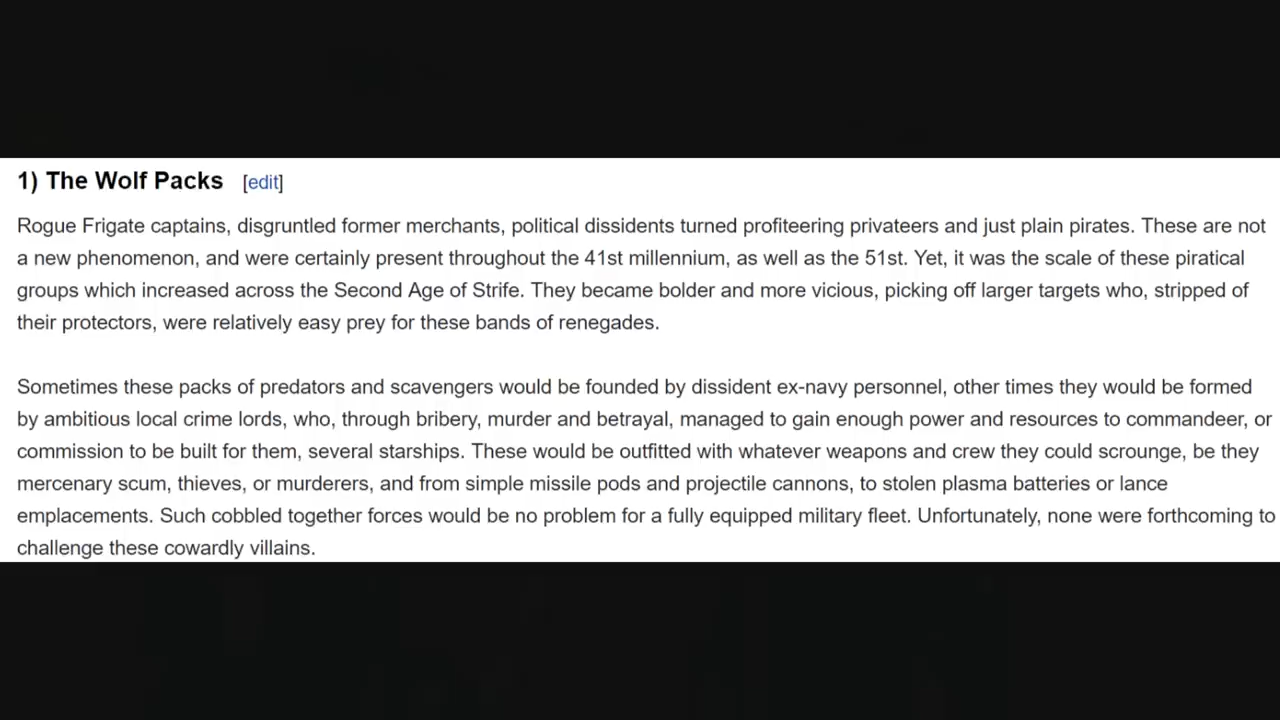 1) The Wolf Packs [edit]
Rogue Frigate captains, disgruntled former merchants, political dissidents turned profiteering privateers and just plain pirates. These are not
a new phenomenon, and were certainly present throughout the 41st millennium, as well as the 51st. Yet, it was the scale of these piratical
groups which increased across the Second Age of Strife. They became bolder and more vicious, picking off larger targets who, stripped of
their protectors, were relatively easy prey for these bands of renegades.
Sometimes these packs of predators and scavengers would be founded by dissident ex-navy personnel, other times they would be formed
by ambitious local crime lords, who, through bribery, murder and betrayal, managed to gain enough power and resources to commandeer, or
commission to be built for them, several starships. These would be outfitted with whatever weapons and crew they could scrounge, be they
mercenary scum, thieves, or murderers, and from simple missile pods and projectile cannons, to stolen plasma batteries or lance
emplacements. Such cobbled together forces would be no problem for a fully equipped military fleet. Unfortunately, none were forthcoming to
challenge these cowardly villains.